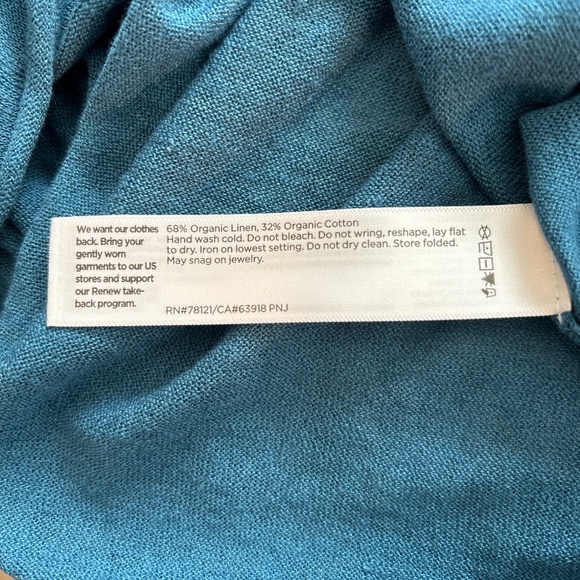 We want our clothes
back. Bring your
gently worn
garments to our US
stores and support
our Renew take-
back program.
68% Organic Linen, 32% Organic Cotton
Hand wash cold. Do not bleach. Do not wring, reshape, lay flat
to dry. Iron on lowest setting. Do not dry clean. Store folded.
May snag on jewelry.
RN#78121/CA#63918 PNJ